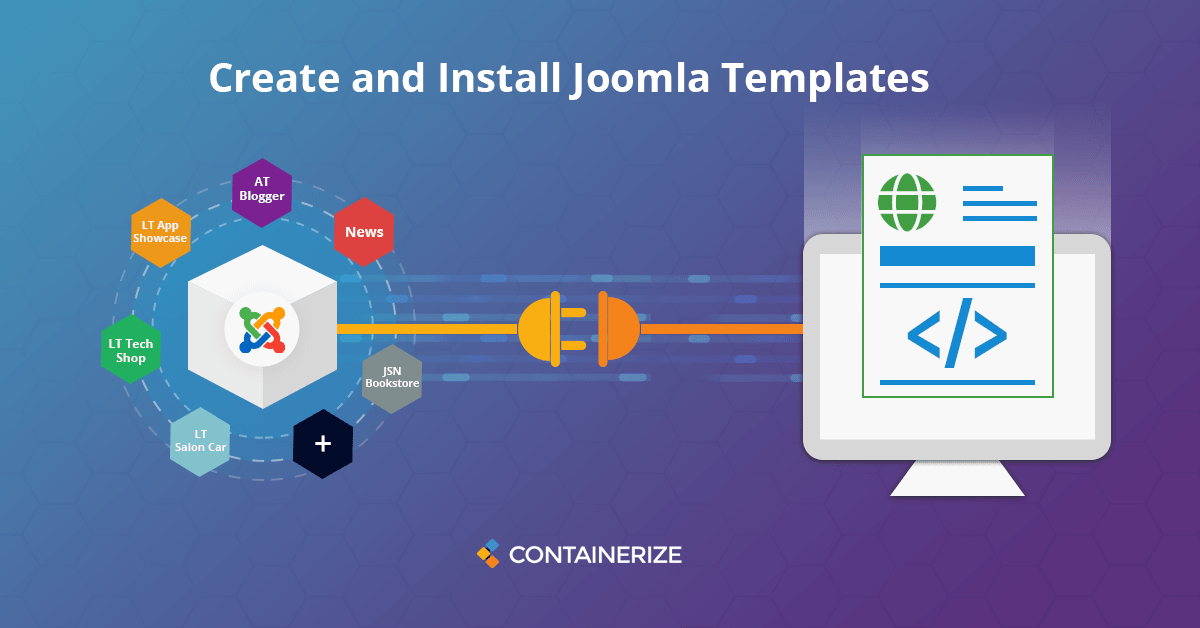 Create and Install Joomla Templates
AT
Blogger
LT App
Showcase
News
LT Tech
Shop
JSN
Bookstore
LT
Salon Car
+
</>
CONTAINERIZE